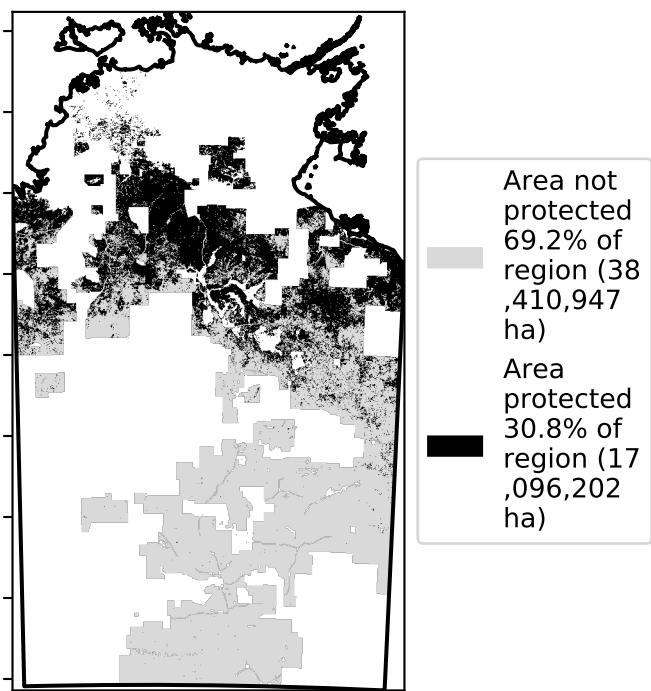 Area not
protected
69.2% of
region (38
,410,947
ha)
Area
protected
30.8% of
region (17
,096,202
ha)